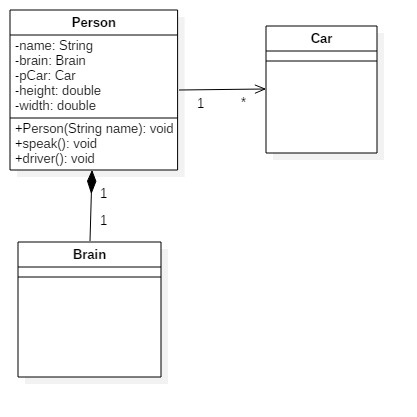 Person
-name: String
-brain: Brain
-pCar: Car
-height: double
-width: double
+Person(String name): void
+speak(): void
+driver(): void
Car
1 *
1
1
Brain